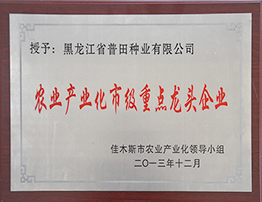 授予：黑龙江省普田种业有限公司
农业产业化市级重点龙头企业
佳木斯市农业产业化领导小组
二〇一三年十二月